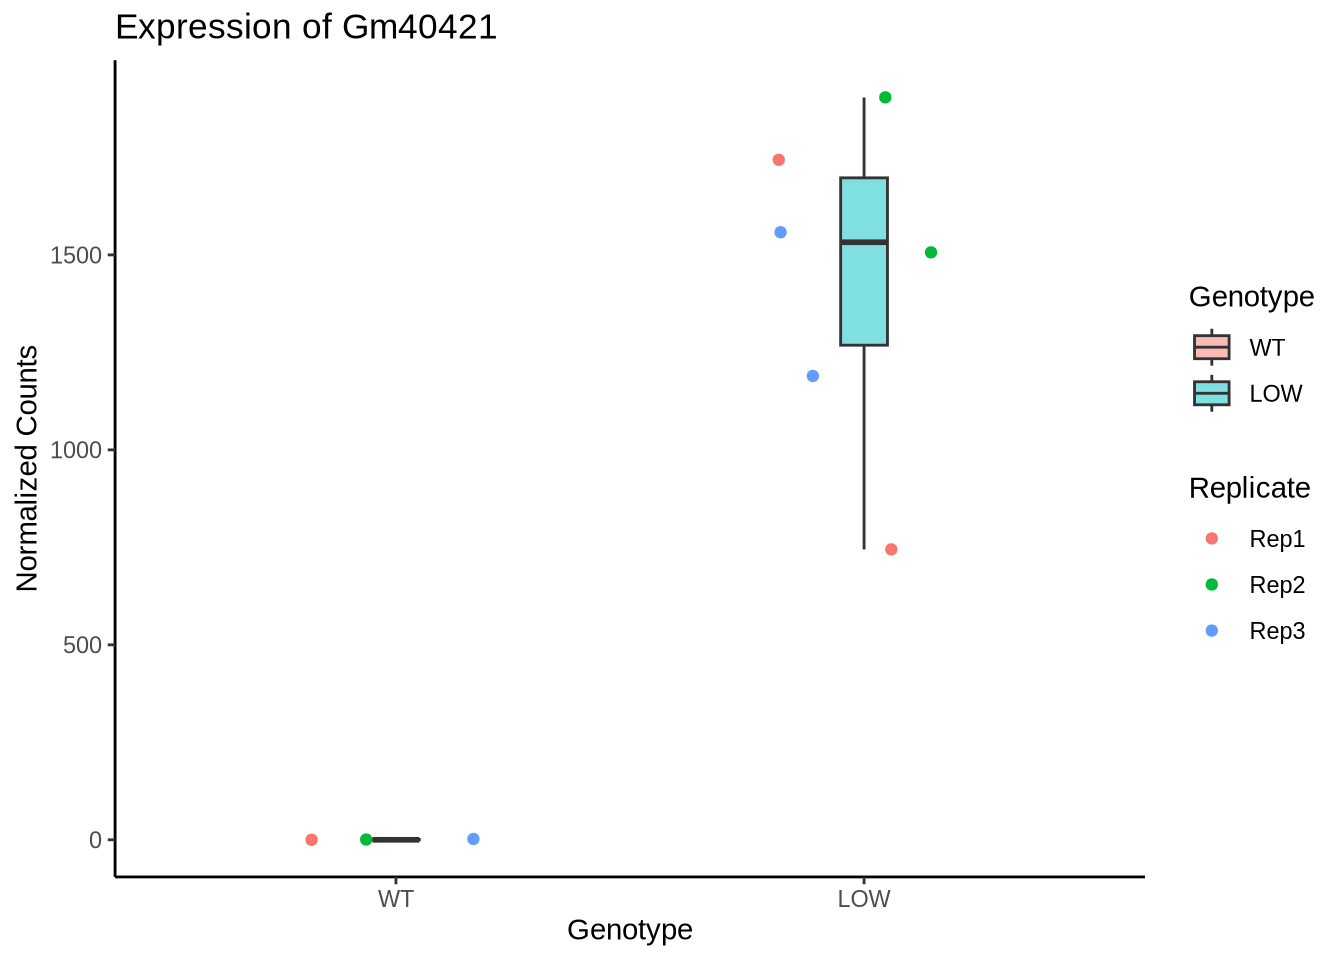 Expression of Gm40421
Normalized Counts
1500
1000
500
0
WT
LOW
Genotype
Genotype
WT
LOW
Replicate
Rep1
Rep2
Rep3